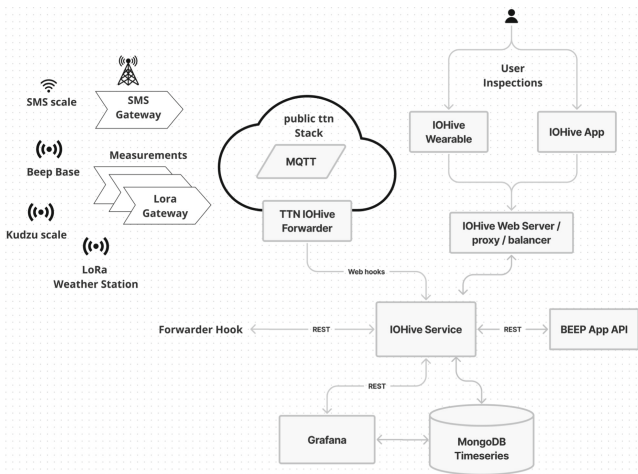 User
Inspections
SMS scale
SMS
Gateway
public ttn
Stack
MQTT
IOHive
Wearable
IOHive App
Beep Base
Measurements
Lora
Gateway
Kudzu scale
TTN IOHive
Forwarder
IOHive Web Server /
proxy / balancer
LoRa
Weather Station
Web hooks
Forwarder Hook
REST
IOHive Service
REST
BEEP App API
REST
Grafana
MongoDB
Timeseries